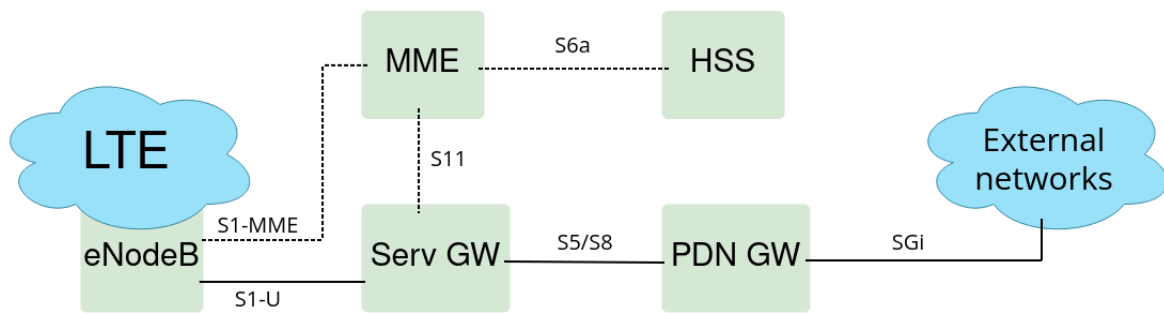 MME
S6a
HSS
LTE
External
networks
S11
S1-MME
eNodeB
Serv GW
S5/S8
PDN GW
SGi
S1-U